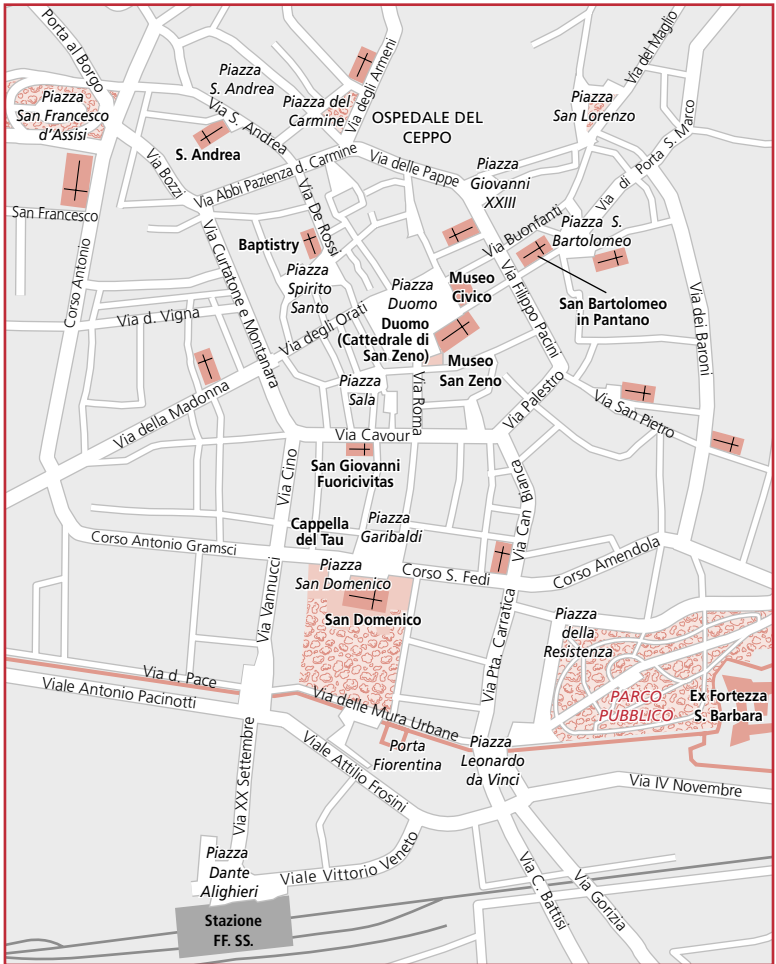 Porta al Borgo
Piazza
S. Andrea
Via degli Armeni
Via del Maglio
Piazza
San Francesco
d'Assisi
Via S. Andrea
Piazza del
Carmine
OSPEDALE DEL
CEPPO
Piazza
San Lorenzo
S. Andrea
Via Bozzi
Via Abbi Pazienza d. Carmine
Via delle Pappe
Piazza
Giovanni
XXIII
Via di Porta S. Marco
San Francesco
Via De Rossi
Baptistry
Via Buonfanti
Piazza S.
Bartolomeo
Corso Antonio
Via Curtatone e Montanara
Piazza
Spirito
Santo
Piazza
Duomo
Museo
Civico
Via Filippo Pacini
San Bartolomeo
in Pantano
Via dei Baroni
Via d. Vigna
Via degli Orati
Duomo
(Cattedrale di
San Zeno)
Museo
San Zeno
Piazza
Sala
Via Roma
Via della Madonna
Via Palestro
Via San Pietro
Via Cavour
Via Cino
San Giovanni
Fuoricivitas
Via Can Bianca
Cappella
del Tau
Piazza
Garibaldi
Corso Antonio Gramsci
Piazza
San Domenico
Corso S. Fedi
Corso Amendola
Via Vannucci
San Domenico
Via Pta. Carratica
Piazza
della
Resistenza
Via d. Pace
Viale Antonio Pacinotti
Via delle Mura Urbane
PARCO
PUBBLICO
Ex Fortezza
S. Barbara
Via XX Settembre
Viale Attilio Frosini
Porta
Fiorentina
Piazza
Leonardo
da Vinci
Via IV Novembre
Piazza
Dante
Alighieri
Viale Vittorio Veneto
Via C. Battisi
Via Gorizia
Stazione
FF. SS.